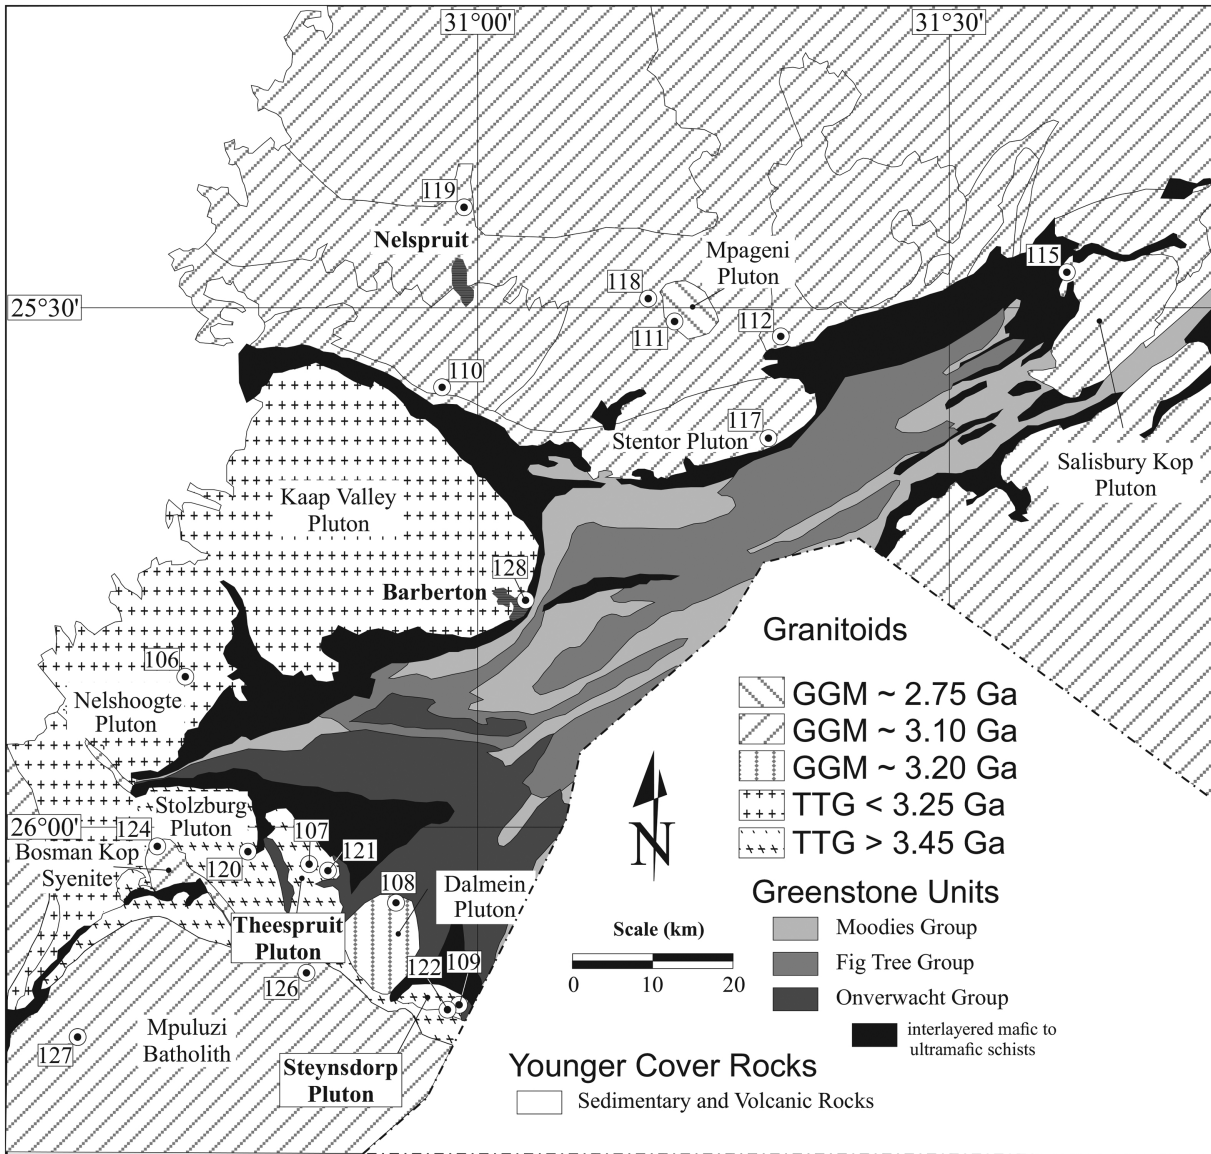 31°00'
31°30'
119
Nelspruit
Mpageni
Pluton
115
118
25°30'
111
112
110
117
Stentor Pluton
Salisbury Kop
Pluton
Kaap Valley
Pluton
128
Barberton
106
Nelshoogte
Pluton
Stolzburg
Pluton
26°00'
124
107
121
120
Bosman Kop
Syenite
108
Dalmein
Pluton
Theespruit
Pluton
122
109
126
127
Mpuluzi
Batholith
Steynsdorp
Pluton
Granitoids
GGM ~ 2.75 Ga
GGM ~ 3.10 Ga
GGM ~ 3.20 Ga
TTG < 3.25 Ga
TTG > 3.45 Ga
N
Scale (km)
0 10 20
Greenstone Units
Moodies Group
Fig Tree Group
Onverwacht Group
interlayered mafic to
ultramafic schists
Younger Cover Rocks
Sedimentary and Volcanic Rocks